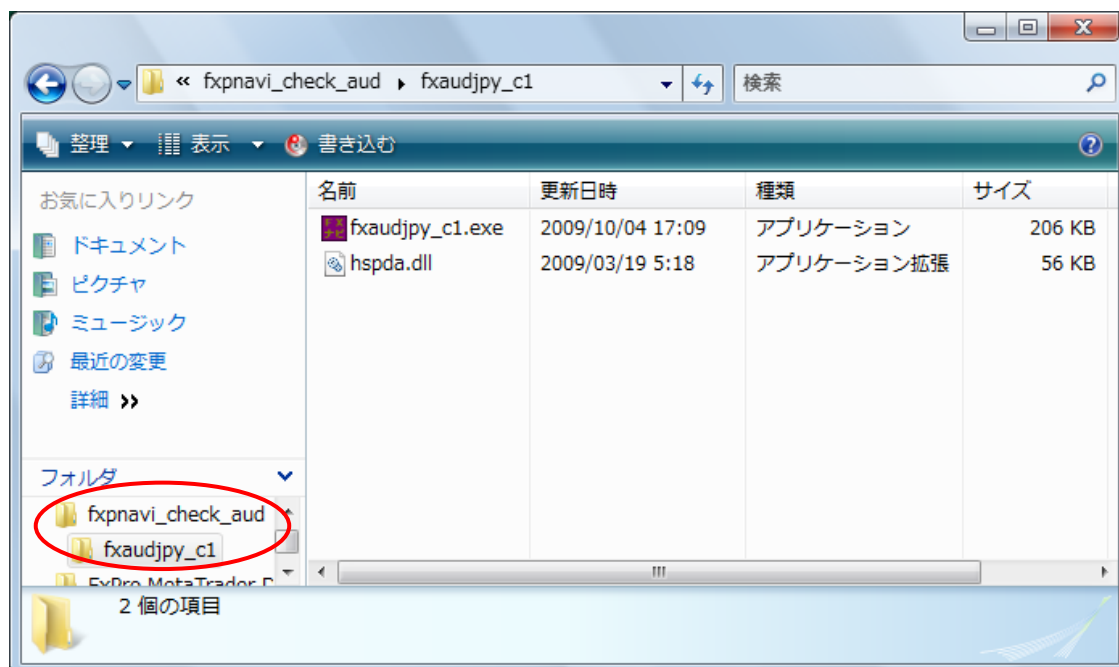 « fxpnavi_check_aud ▸ fxaudjpy_c1 検索
整理 表示 書き込む
お気に入りリンク
ドキュメント
ピクチャ
ミュージック
最近の変更
詳細 >>
フォルダ
fxpnavi_check_aud
fxaudjpy_c1
FxPro MetaTrader
名前 更新日時 種類 サイズ
fxaudjpy_c1.exe 2009/10/04 17:09 アプリケーション 206 KB
hspda.dll 2009/03/19 5:18 アプリケーション拡張 56 KB
2 個の項目